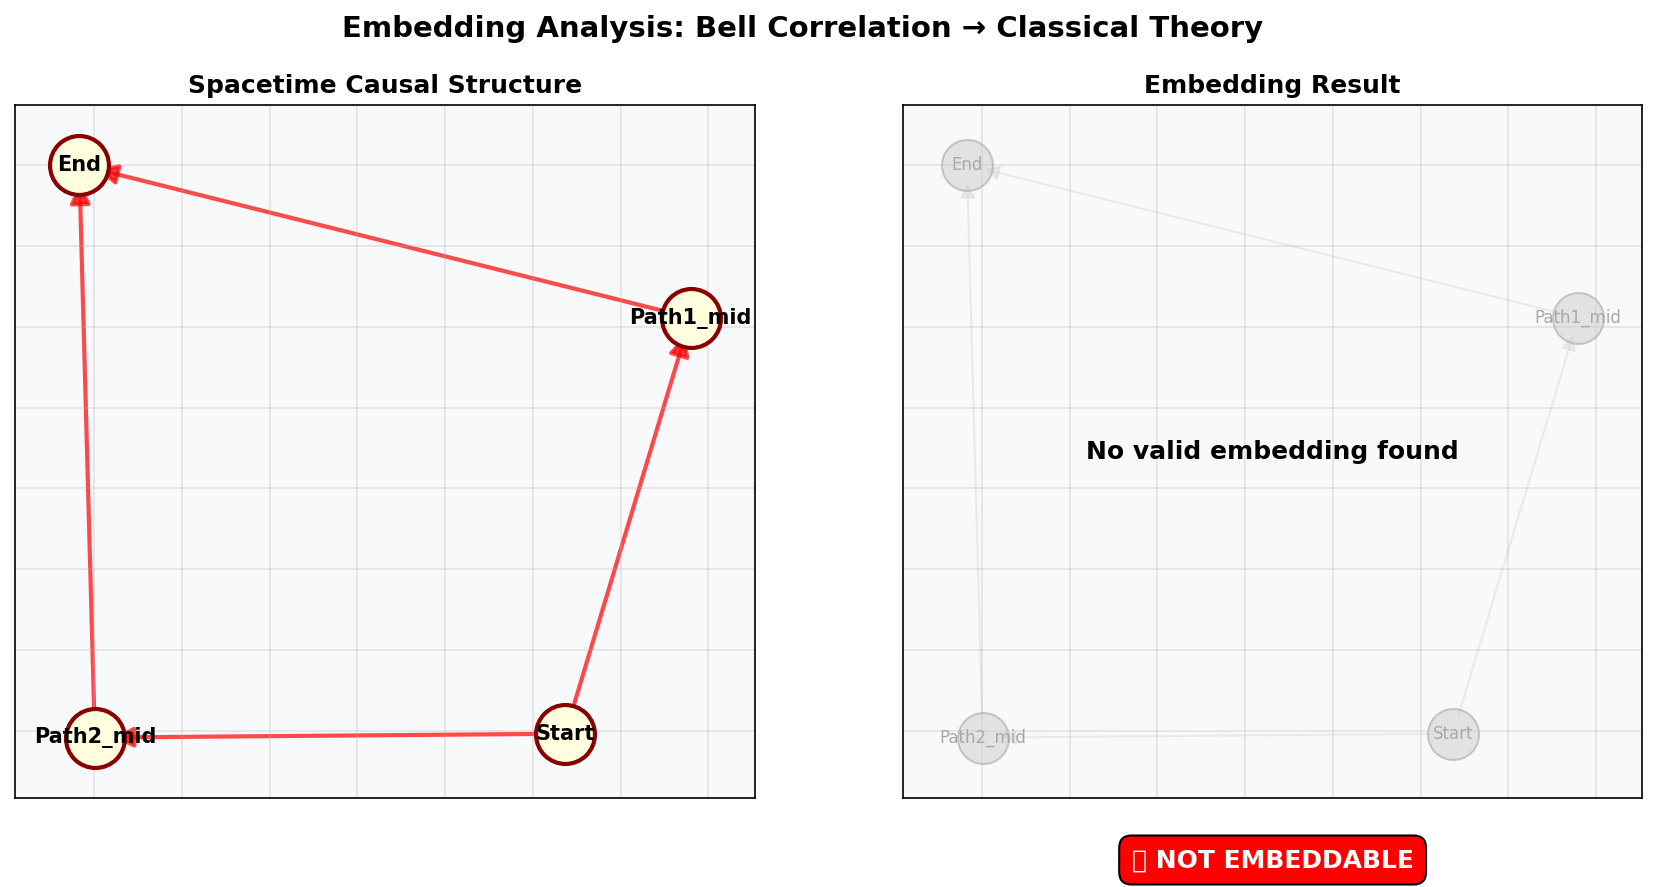 Embedding Analysis: Bell Correlation → Classical Theory
Spacetime Causal Structure
End
Path1_mid
Path2_mid
Start
Embedding Result
End
Path1_mid
No valid embedding found
Path2_mid
Start
NOT EMBEDDABLE